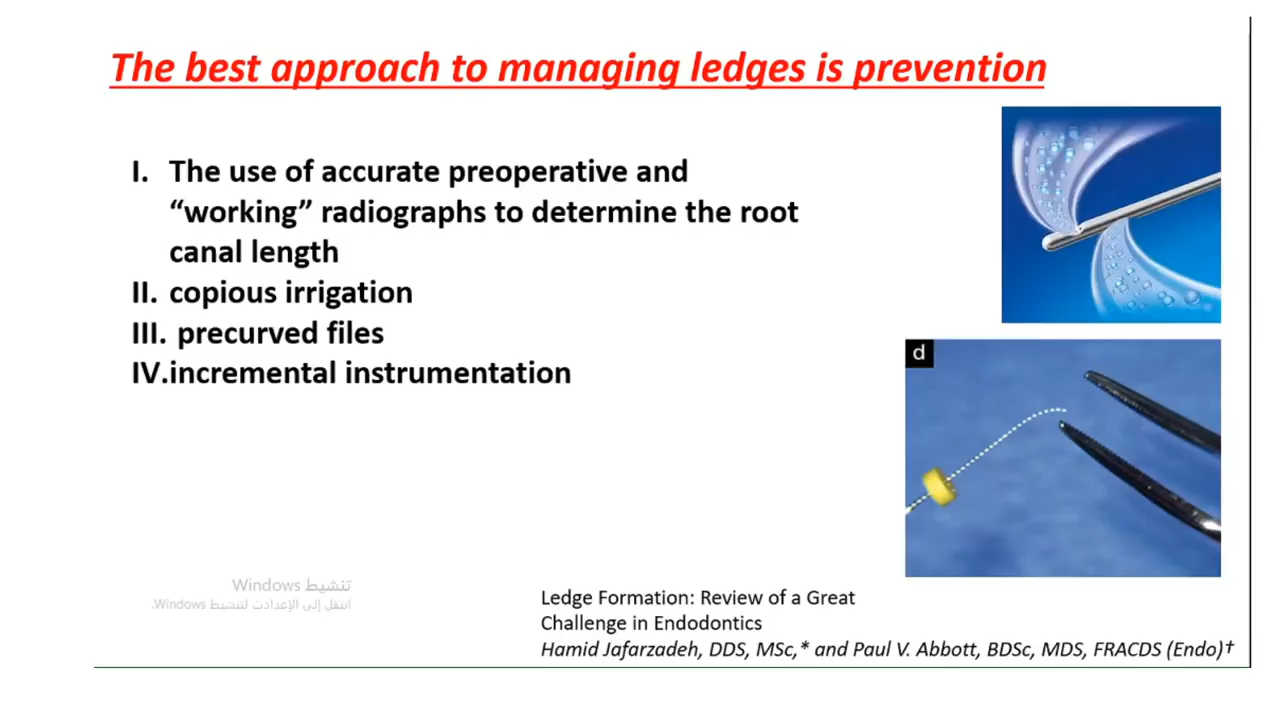 The best approach to managing ledges is prevention
I. The use of accurate preoperative and
“working” radiographs to determine the root
canal length
II. copious irrigation
III. precurved files
IV.incremental instrumentation
d
تنشيط Windows
انتقل إلى الإعدادت لتنشيط Windows.
Ledge Formation: Review of a Great
Challenge in Endodontics
Hamid Jafarzadeh, DDS, MSc,* and Paul V. Abbott, BDSc, MDS, FRACDS (Endo)†